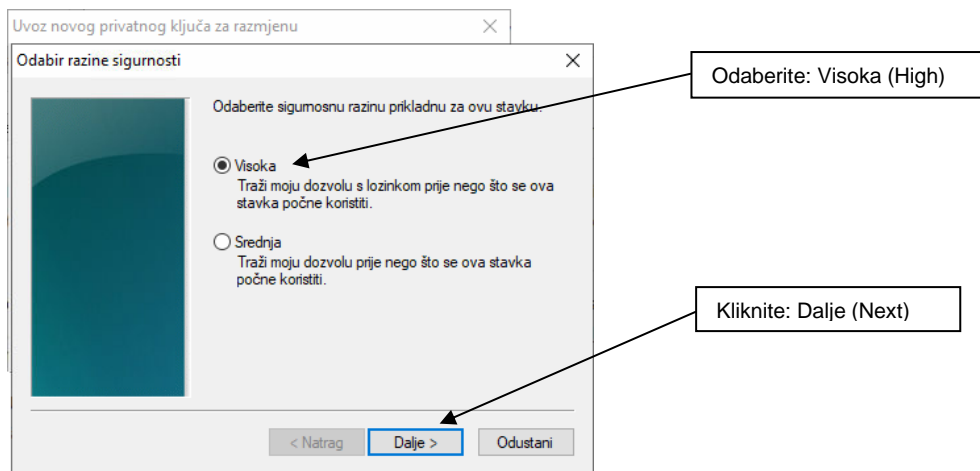 Uvoz novog privatnog ključa za razmjenu
Odabir razine sigurnosti
Odaberite: Visoka (High)
Odaberite sigurnosnu razinu prikladnu za ovu stavku.
Visoka
Traži moju dozvolu s lozinkom prije nego što se ova
stavka počne koristiti.
Srednja
Traži moju dozvolu prije nego što se ova stavka
počne koristiti.
Kliknite: Dalje (Next)
< Natrag
Dalje >
Odustani